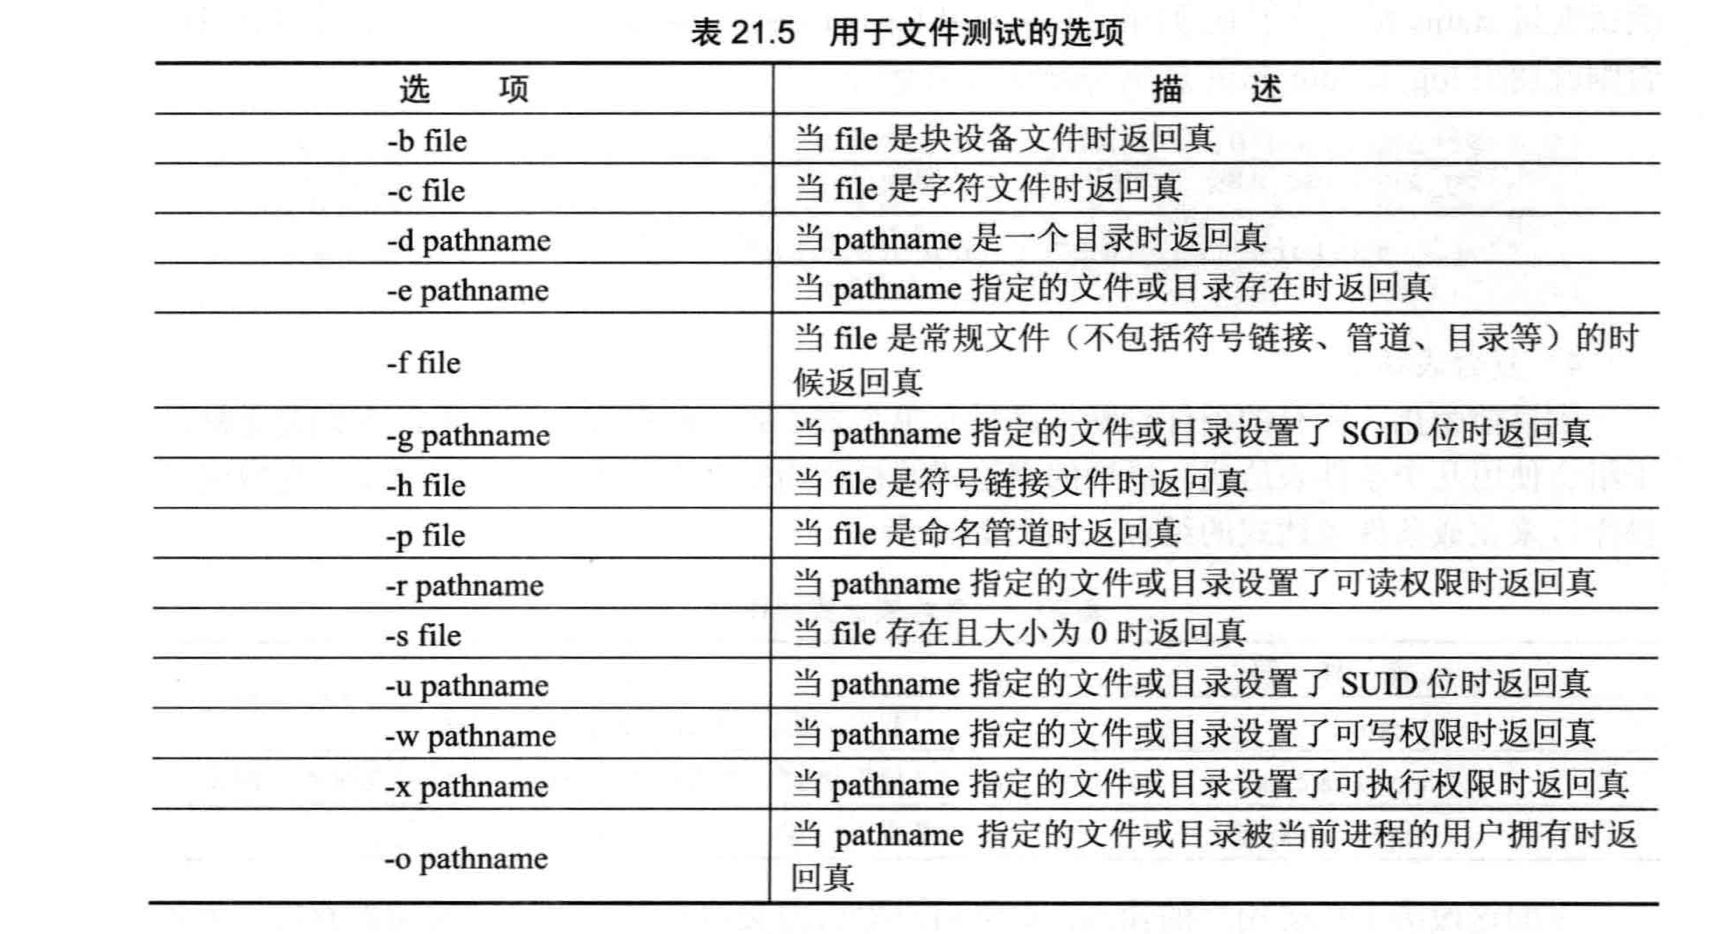 表 21.5 用于文件测试的选项
选 项 描 述
-b file 当 file 是块设备文件时返回真
-c file 当 file 是字符文件时返回真
-d pathname 当 pathname 是一个目录时返回真
-e pathname 当 pathname 指定的文件或目录存在时返回真
-f file 当 file 是常规文件（不包括符号链接、管道、目录等）的时
候返回真
-g pathname 当 pathname 指定的文件或目录设置了 SGID 位时返回真
-h file 当 file 是符号链接文件时返回真
-p file 当 file 是命名管道时返回真
-r pathname 当 pathname 指定的文件或目录设置了可读权限时返回真
-s file 当 file 存在且大小为 0 时返回真
-u pathname 当 pathname 指定的文件或目录设置了 SUID 位时返回真
-w pathname 当 pathname 指定的文件或目录设置了可写权限时返回真
-x pathname 当 pathname 指定的文件或目录设置了可执行权限时返回真
-o pathname 当 pathname 指定的文件或目录被当前进程的用户拥有时返
回真